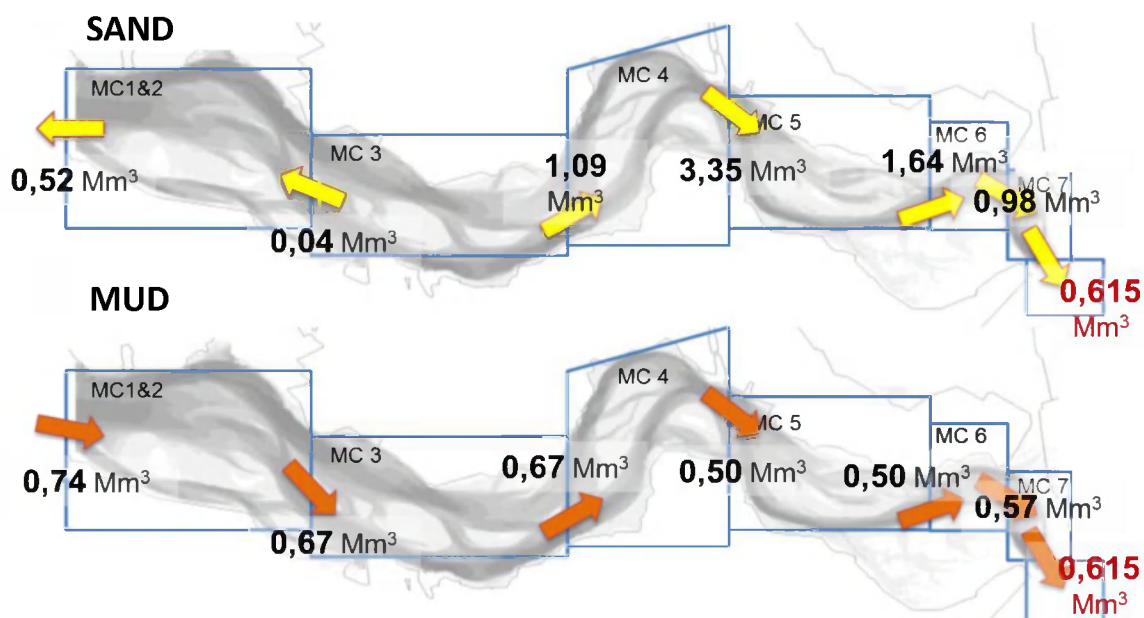 SAND
MC1&2
MC 4
MC 5
MC 3
MC 6
1,09
Mm³
3,35 Mm³
1,64 Mm³
MC 7
0,52 Mm³
0,98 Mm³
0,04 Mm³
0,615
Mm³
MUD
MC1&2
MC 4
MC 5
MC 3
MC 6
0,67 Mm³
0,50 Mm³
0,50 Mm³
MC 7
0,74 Mm³
0,57 Mm³
0,67 Mm³
0,615
Mm³